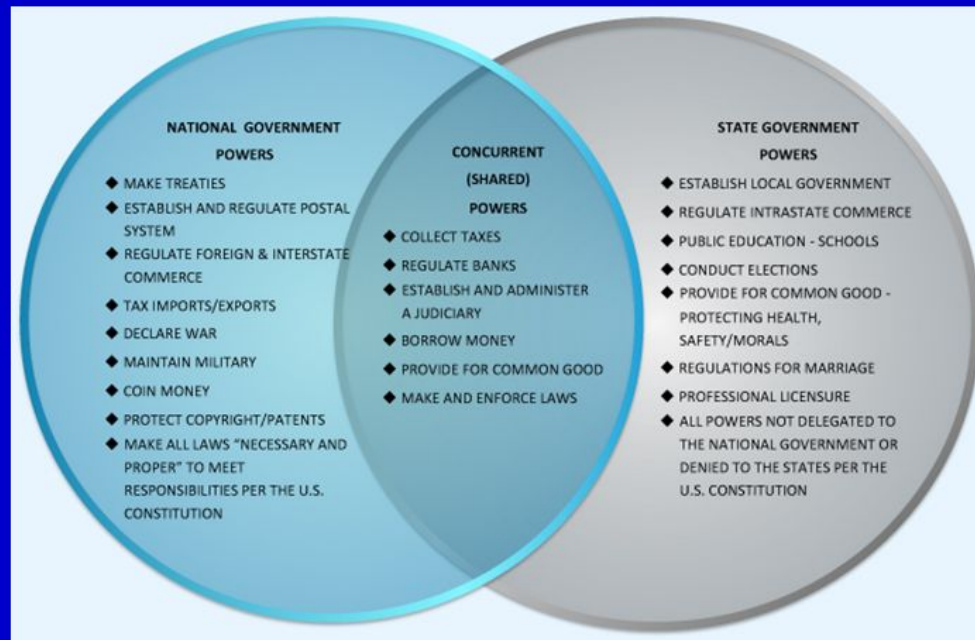 NATIONAL GOVERNMENT
POWERS
◆ MAKE TREATIES
◆ ESTABLISH AND REGULATE POSTAL
SYSTEM
◆ REGULATE FOREIGN & INTERSTATE
COMMERCE
◆ TAX IMPORTS/EXPORTS
◆ DECLARE WAR
◆ MAINTAIN MILITARY
◆ COIN MONEY
◆ PROTECT COPYRIGHT/PATENTS
◆ MAKE ALL LAWS “NECESSARY AND
PROPER” TO MEET
RESPONSIBILITIES PER THE U.S.
CONSTITUTION
CONCURRENT
(SHARED)
POWERS
◆ COLLECT TAXES
◆ REGULATE BANKS
◆ ESTABLISH AND ADMINISTER
A JUDICIARY
◆ BORROW MONEY
◆ PROVIDE FOR COMMON GOOD
◆ MAKE AND ENFORCE LAWS
STATE GOVERNMENT
POWERS
◆ ESTABLISH LOCAL GOVERNMENT
◆ REGULATE INTRASTATE COMMERCE
◆ PUBLIC EDUCATION - SCHOOLS
◆ CONDUCT ELECTIONS
◆ PROVIDE FOR COMMON GOOD -
PROTECTING HEALTH,
SAFETY/MORALS
◆ REGULATIONS FOR MARRIAGE
◆ PROFESSIONAL LICENSURE
◆ ALL POWERS NOT DELEGATED TO
THE NATIONAL GOVERNMENT OR
DENIED TO THE STATES PER THE
U.S. CONSTITUTION